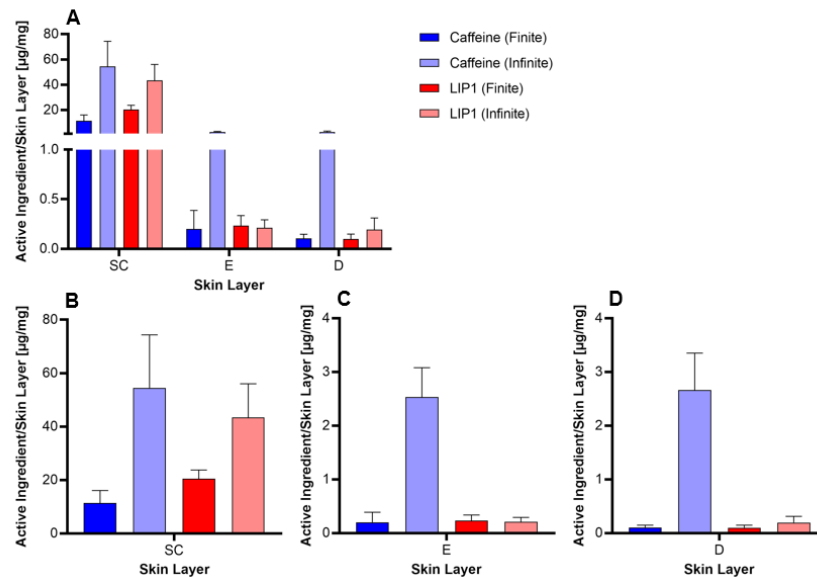 A
Active Ingredient/Skin Layer [µg/mg]
80
60
40
20
1.0
0.5
0.0
SC
E
D
Skin Layer
Caffeine (Finite)
Caffeine (Infinite)
LIP1 (Finite)
LIP1 (Infinite)
B
Active Ingredient/Skin Layer [µg/mg]
80
60
40
20
0
SC
Skin Layer
C
Active Ingredient/Skin Layer [µg/mg]
4
3
2
1
0
E
Skin Layer
D
Active Ingredient/Skin Layer [µg/mg]
4
3
2
1
0
D
Skin Layer